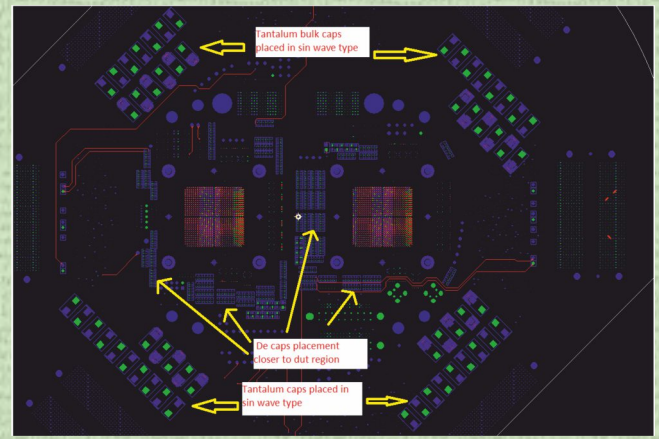 Tantalum bulk caps
placed in sin wave type
De caps placement
closer to dut region
Tantalum caps placed in
sin wave type